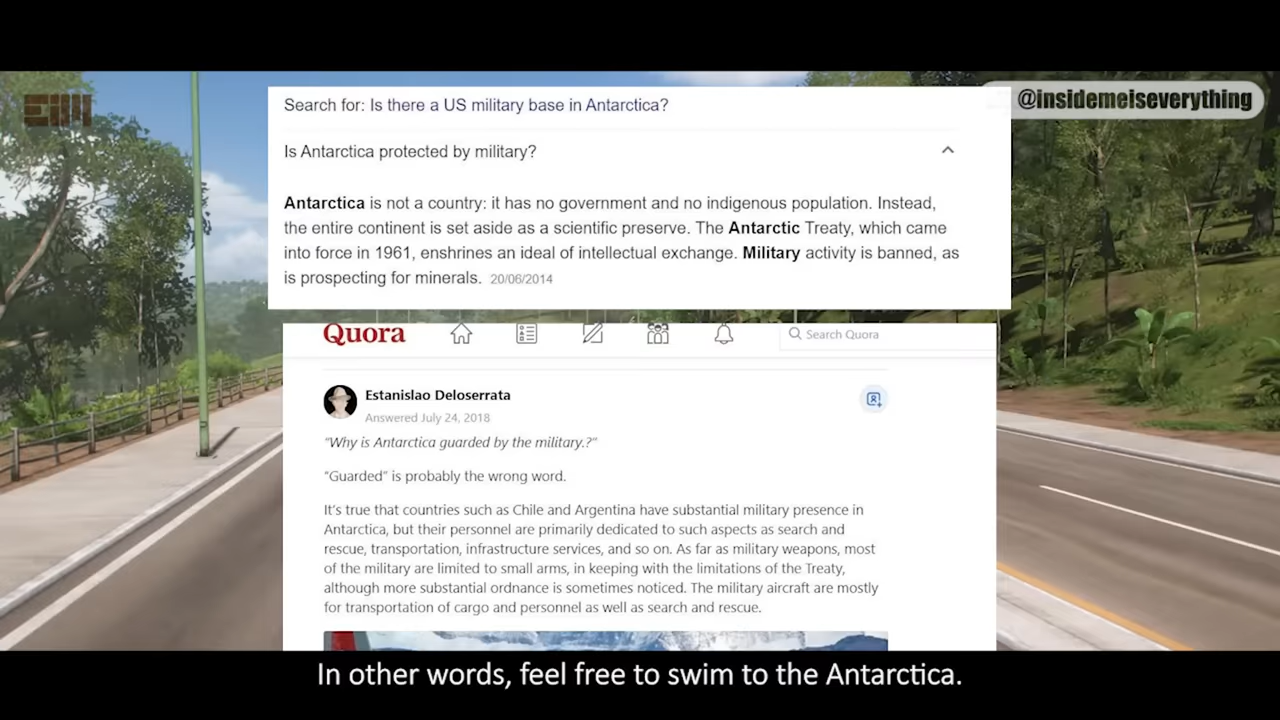 EIM
@insidemeiseverything
Search for: Is there a US military base in Antarctica?
Is Antarctica protected by military?
Antarctica is not a country: it has no government and no indigenous population. Instead,
the entire continent is set aside as a scientific preserve. The Antarctic Treaty, which came
into force in 1961, enshrines an ideal of intellectual exchange. Military activity is banned, as
is prospecting for minerals. 20/06/2014
Quora
Search Quora
Estanislao Deloserrata
Answered July 24, 2018
"Why is Antarctica guarded by the military.?"
"Guarded" is probably the wrong word.
It's true that countries such as Chile and Argentina have substantial military presence in
Antarctica, but their personnel are primarily dedicated to such aspects as search and
rescue, transportation, infrastructure services, and so on. As far as military weapons, most
of the military are limited to small arms, in keeping with the limitations of the Treaty,
although more substantial ordnance is sometimes noticed. The military aircraft are mostly
for transportation of cargo and personnel as well as search and rescue.
In other words, feel free to swim to the Antarctica.